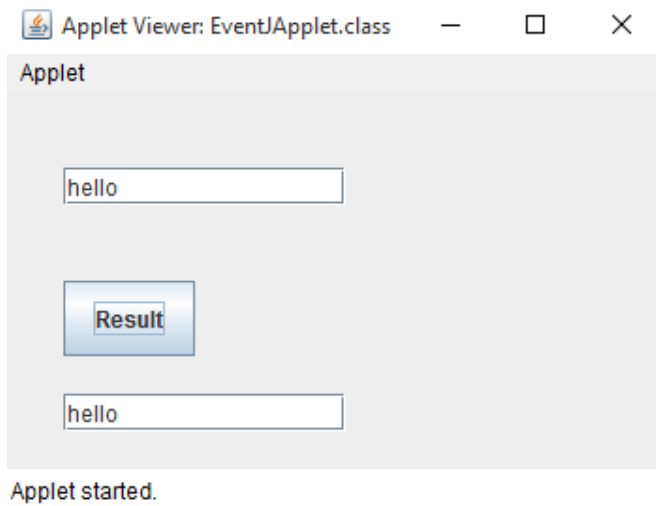 Applet Viewer: EventJApplet.class
Applet
hello
Result
hello
Applet started.